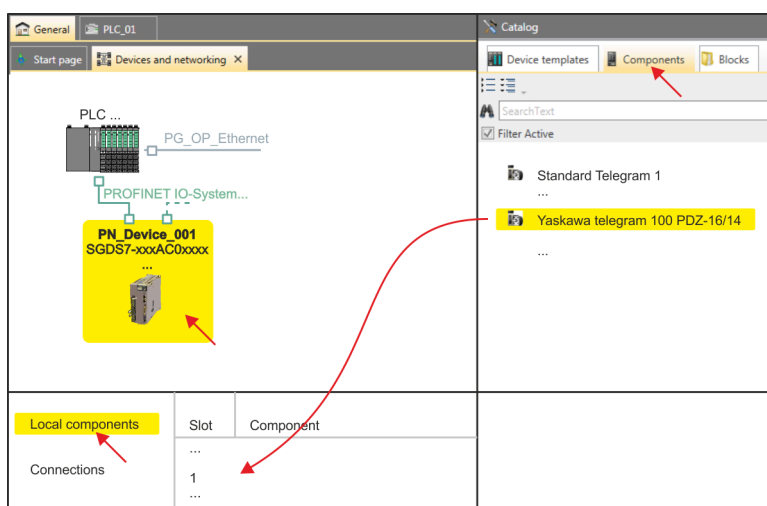 General
PLC_01
Start page
Devices and networking
PLC ...
PG_OP_Ethernet
PROFINET IO-System...
PN_Device_001
SGDS7-xxxAC0xxxx
...
Local components
Connections
Slot
Component
...
1
...
Catalog
Device templates
Components
Blocks
SearchText
Filter Active
Standard Telegram 1
...
Yaskawa telegram 100 PDZ-16/14
...